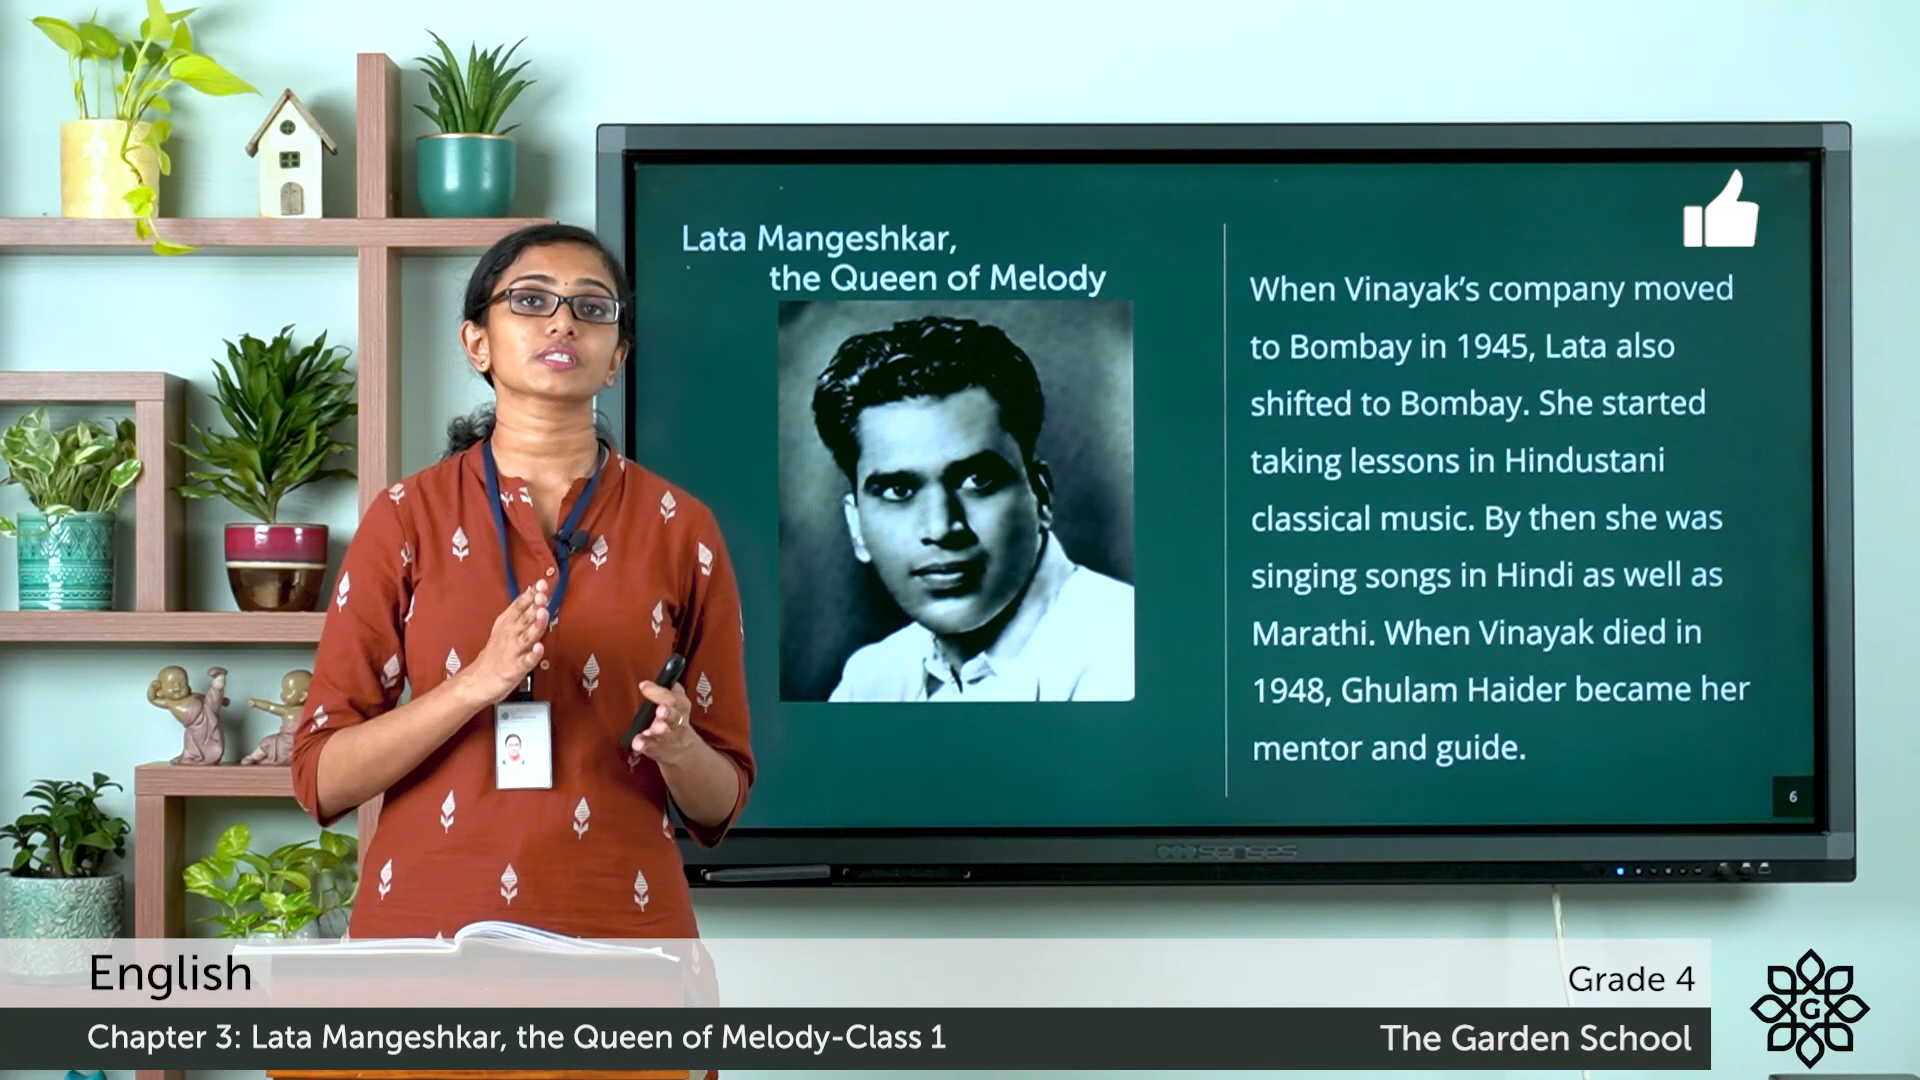 Lata Mangeshkar,
the Queen of Melody
When Vinayak's company moved
to Bombay in 1945, Lata also
shifted to Bombay. She started
taking lessons in Hindustani
classical music. By then she was
singing songs in Hindi as well as
Marathi. When Vinayak died in
1948, Ghulam Haider became her
mentor and guide.
6
senses
English
Grade 4
Chapter 3: Lata Mangeshkar, the Queen of Melody-Class 1
The Garden School
G